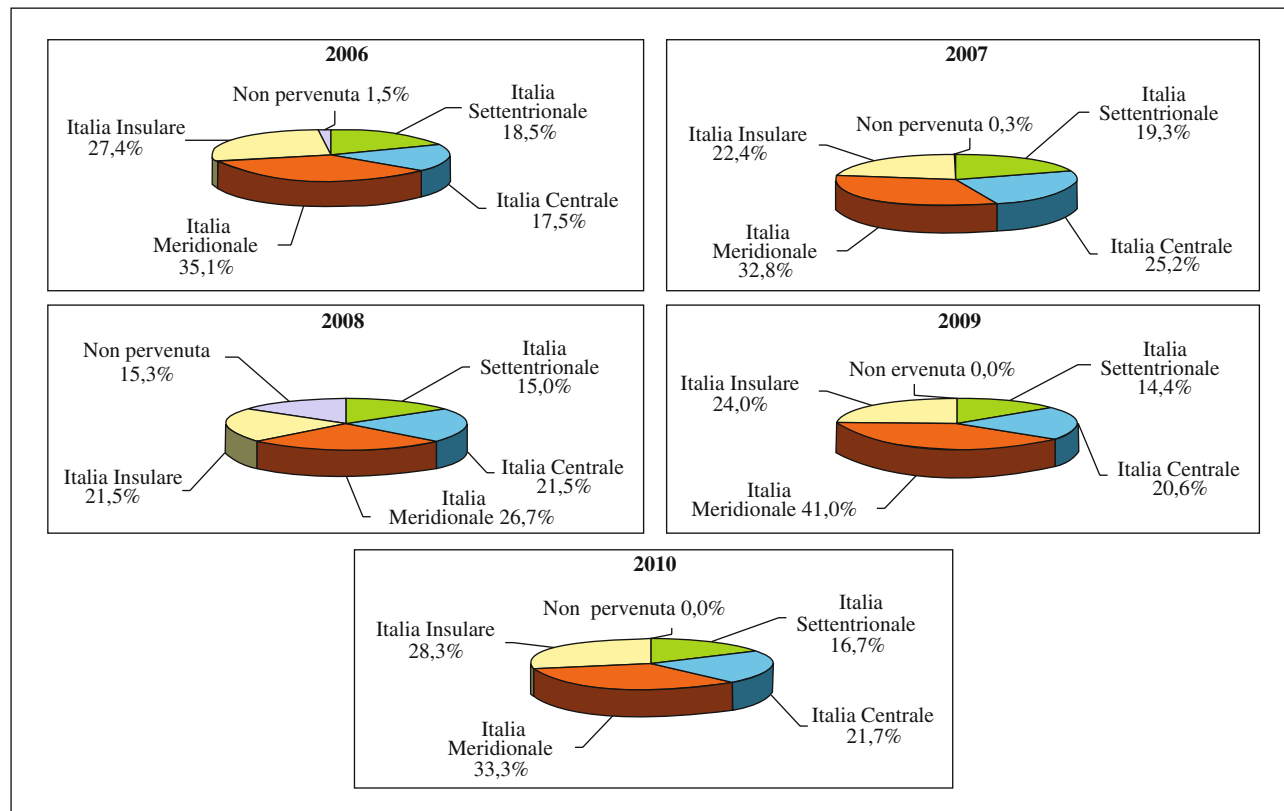 2006
Non pervenuta 1,5%
Italia
Settentrionale
18,5%
Italia Insulare
27,4%
Italia Centrale
17,5%
Italia
Meridionale
35,1%
2007
Non pervenuta 0,3%
Italia
Settentrionale
19,3%
Italia Insulare
22,4%
Italia Centrale
25,2%
Italia
Meridionale
32,8%
2008
Non pervenuta
15,3%
Italia
Settentrionale
15,0%
Italia Insulare
21,5%
Italia Centrale
21,5%
Italia
Meridionale 26,7%
2009
Non ervenuta 0,0%
Italia
Settentrionale
14,4%
Italia Insulare
24,0%
Italia Centrale
20,6%
Italia
Meridionale 41,0%
2010
Non pervenuta 0,0%
Italia
Settentrionale
16,7%
Italia Insulare
28,3%
Italia Centrale
21,7%
Italia
Meridionale
33,3%